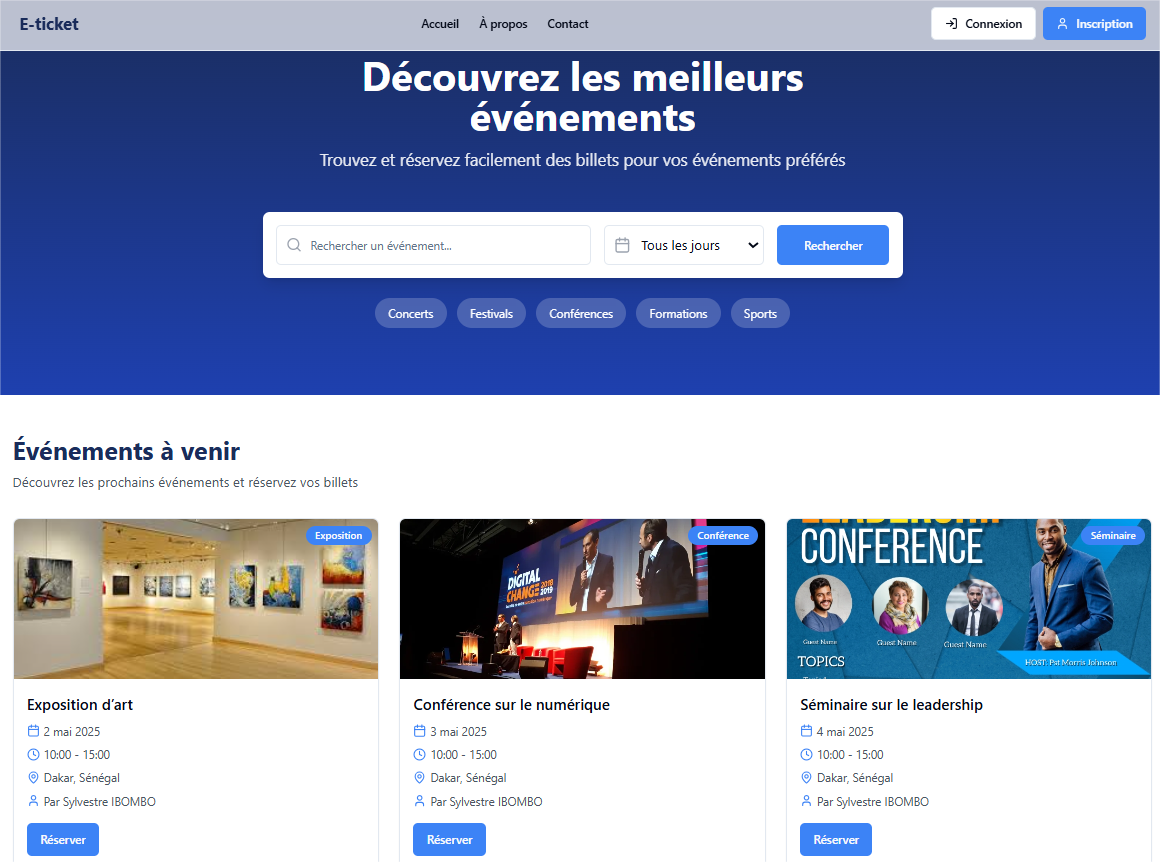 E-ticket
Accueil
À propos
Contact
Connexion
Inscription
Découvrez les meilleurs
événements
Trouvez et réservez facilement des billets pour vos événements préférés
Rechercher un événement...
Tous les jours
Rechercher
Concerts
Festivals
Conférences
Formations
Sports
Événements à venir
Découvrez les prochains événements et réservez vos billets
Exposition
Exposition d’art
2 mai 2025
10:00 - 15:00
Dakar, Sénégal
Par Sylvestre IBOMBO
Réserver
Conférence
DIGITAL
CHANGE 2018
2019
Conférence sur le numérique
3 mai 2025
10:00 - 15:00
Dakar, Sénégal
Par Sylvestre IBOMBO
Réserver
Séminaire
CONFERENCE
Guest Name
Guest Name
Guest Name
TOPICS
HOST: Pst Morris Johnson
Séminaire sur le leadership
4 mai 2025
10:00 - 15:00
Dakar, Sénégal
Par Sylvestre IBOMBO
Réserver